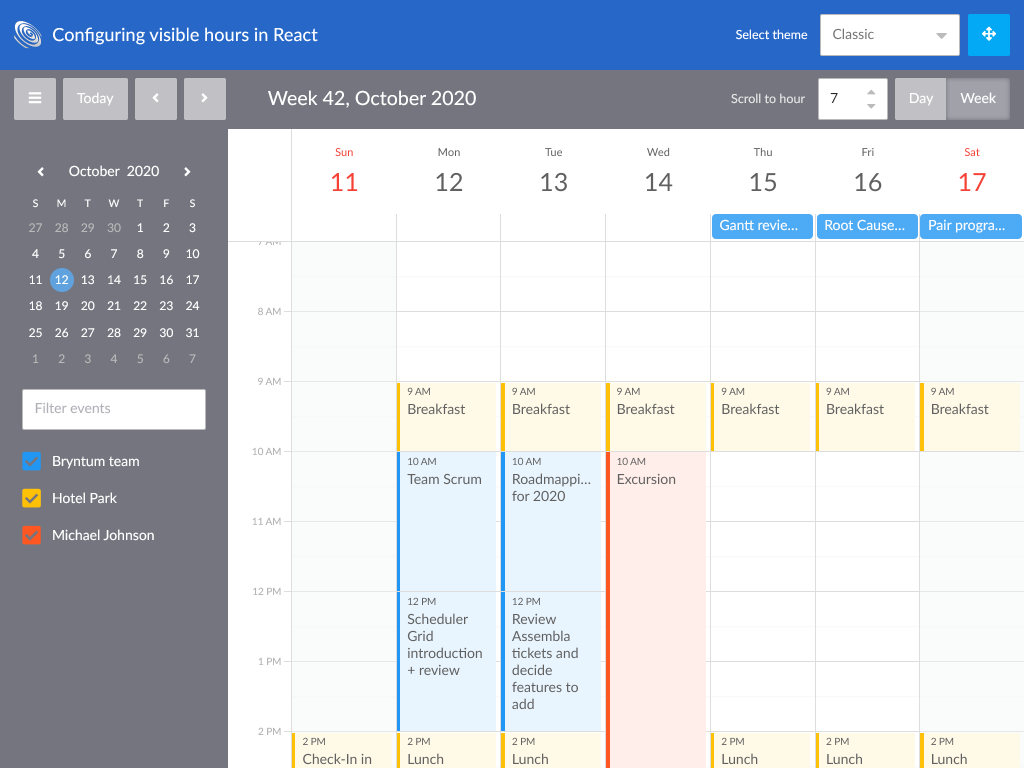 Configuring visible hours in React
Select theme
Classic
Today
Week 42, October 2020
Scroll to hour
7
Day
Week
October 2020
S M T W T F S
27 28 29 30 1 2 3
4 5 6 7 8 9 10
11 12 13 14 15 16 17
18 19 20 21 22 23 24
25 26 27 28 29 30 31
1 2 3 4 5 6 7
Filter events
Bryntum team
Hotel Park
Michael Johnson
Sun Mon Tue Wed Thu Fri Sat
11 12 13 14 15 16 17
Gantt revie... Root Cause... Pair progra...
7 AM
8 AM
9 AM
9 AM
Breakfast
9 AM
Breakfast
9 AM
Breakfast
9 AM
Breakfast
9 AM
Breakfast
9 AM
Breakfast
10 AM
10 AM
Team Scrum
10 AM
Roadmappi...
for 2020
10 AM
Excursion
11 AM
12 PM
12 PM
Scheduler
Grid
introduction
+ review
12 PM
Review
Assembla
tickets and
decide
features to
add
1 PM
2 PM
2 PM
Check-In in
2 PM
Lunch
2 PM
Lunch
2 PM
Lunch
2 PM
Lunch
2 PM
Lunch